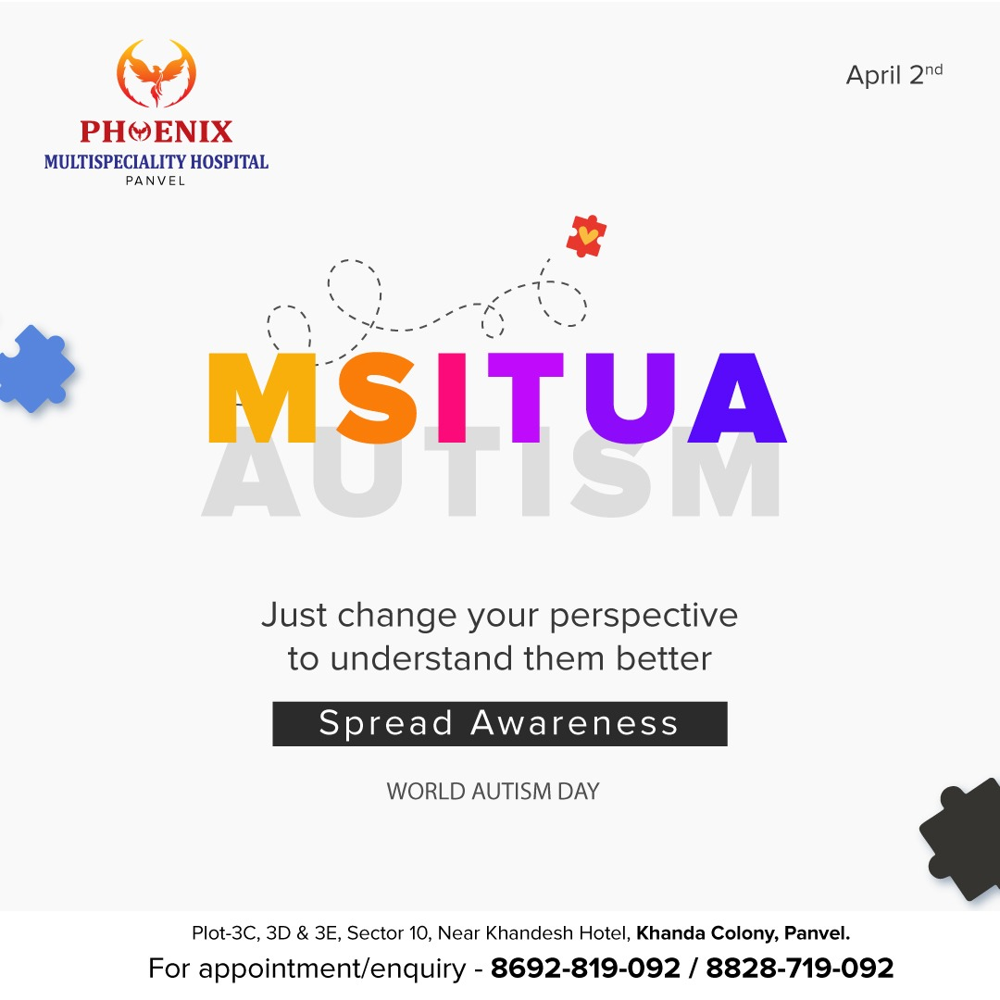 PHOENIX
MULTISPECIALITY HOSPITAL
PANVEL
April 2nd
MSITUA
AUTISM
Just change your perspective
to understand them better
Spread Awareness
WORLD AUTISM DAY
Plot-3C, 3D & 3E, Sector 10, Near Khandesh Hotel, Khanda Colony, Panvel.
For appointment/enquiry - 8692-819-092 / 8828-719-092